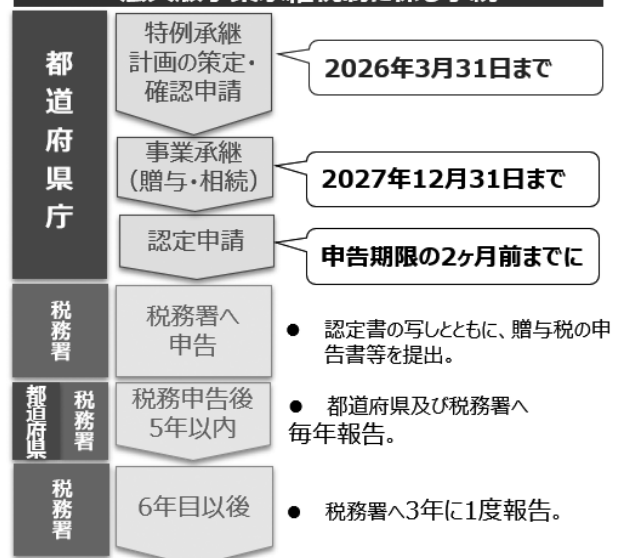 都道府県庁
特例承継
計画の策定・
確認申請
2026年3月31日まで
事業承継
(贈与・相続)
2027年12月31日まで
認定申請
申告期限の2ヶ月前までに
税務署
税務署へ
申告
● 認定書の写しとともに、贈与税の申
告書等を提出。
都道府県
税務署
税務申告後
5年以内
● 都道府県及び税務署へ
毎年報告。
税務署
6年目以後
● 税務署へ3年に1度報告。